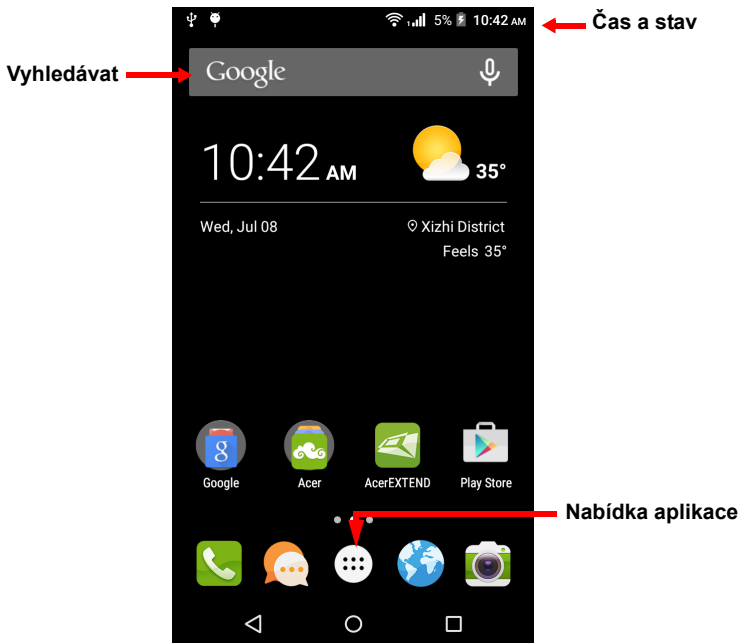 5% 10:42 AM
Čas a stav
Vyhledávat
Google
10:42 AM
35°
Wed, Jul 08
Xizhi District
Feels 35°
Google Acer AcerEXTEND Play Store
Nabídka aplikace